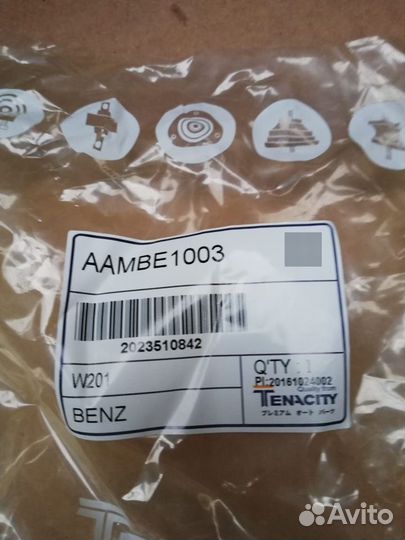 AAMBE1003
2023510842
W201
Q'TY : 1
PI:20161024002
BENZ
Quality from
TENACITY
プレミアム オート パーツ
Avito